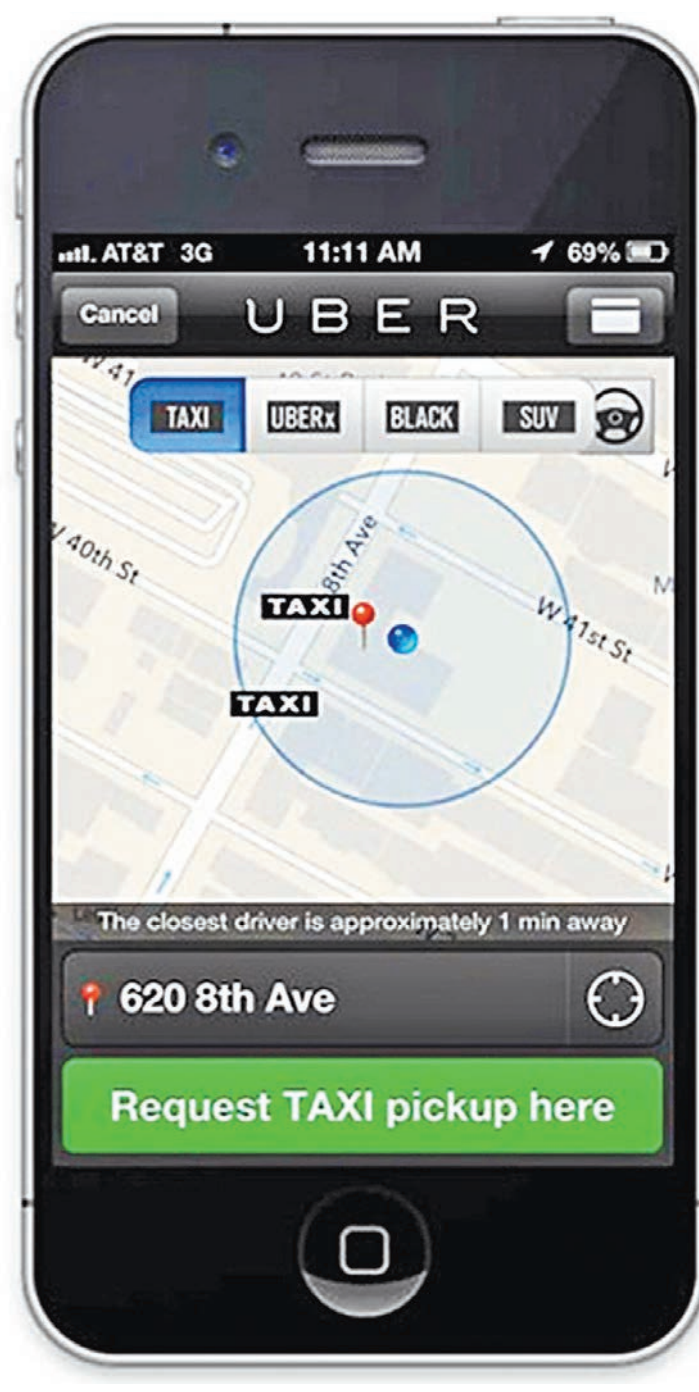 AT&T 3G 11:11 AM 69%
Cancel UBER
W 41
TAXI UBERx BLACK SUV
8th Ave
W 40th St
TAXI
W 41st St
TAXI
The closest driver is approximately 1 min away
620 8th Ave
Request TAXI pickup here